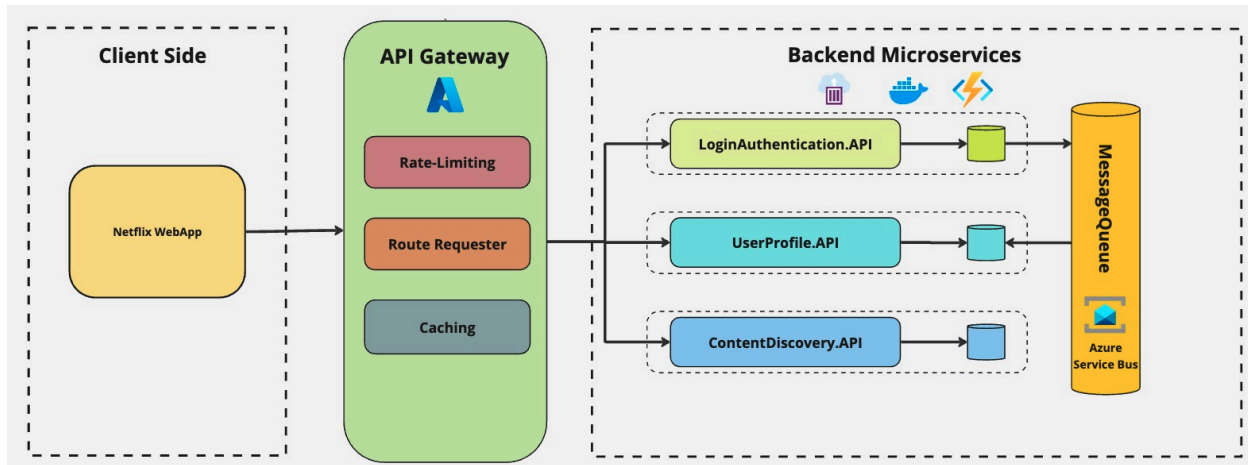 Client Side
Netflix WebApp
API Gateway
Rate-Limiting
Route Requester
Caching
Backend Microservices
LoginAuthentication.API
UserProfile.API
ContentDiscovery.API
MessageQueue
Azure
Service Bus